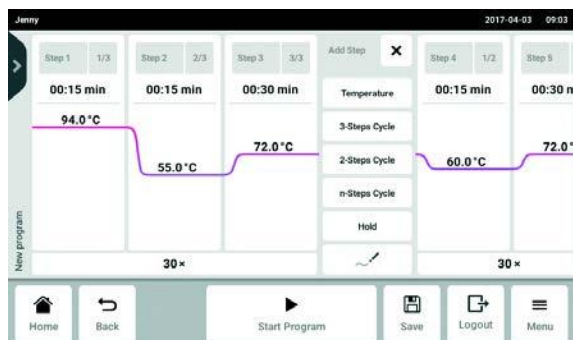 Jenny
2017-04-03 09:03
Step 1 1/3
Step 2 2/3
Step 3 3/3
Add Step
Step 4 1/2
Step 5
00:15 min
00:15 min
00:30 min
00:15 min
00:30 m
94.0°C
55.0°C
72.0°C
60.0°C
72.0°
Temperature
3-Steps Cycle
2-Steps Cycle
n-Steps Cycle
Hold
New program
30×
30×
Home
Back
Start Program
Save
Logout
Menu